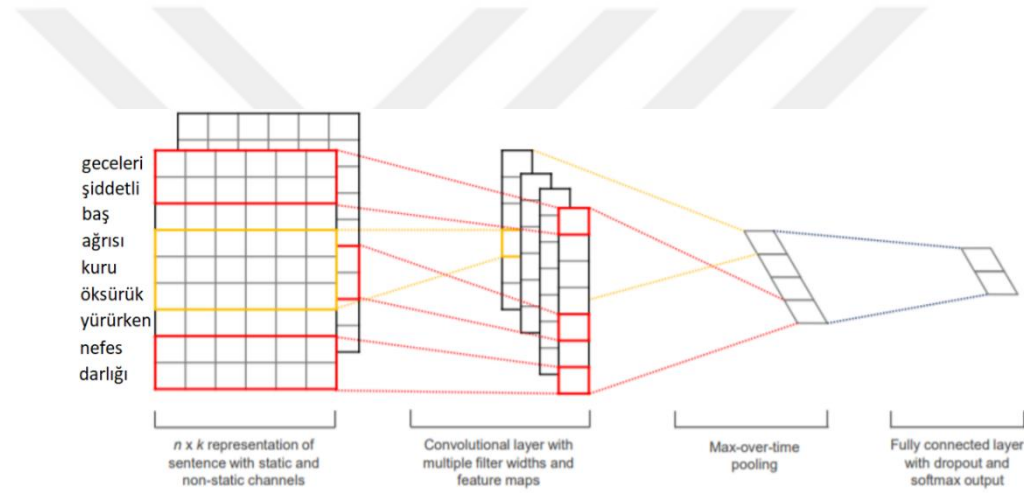 geceleri
şiddetli
baş
ağrısı
kuru
öksürük
yürürken
nefes
darlığı
n x k representation of
sentence with static and
non-static channels
Convolutional layer with
multiple filter widths and
feature maps
Max-over-time
pooling
Fully connected layer
with dropout and
softmax output